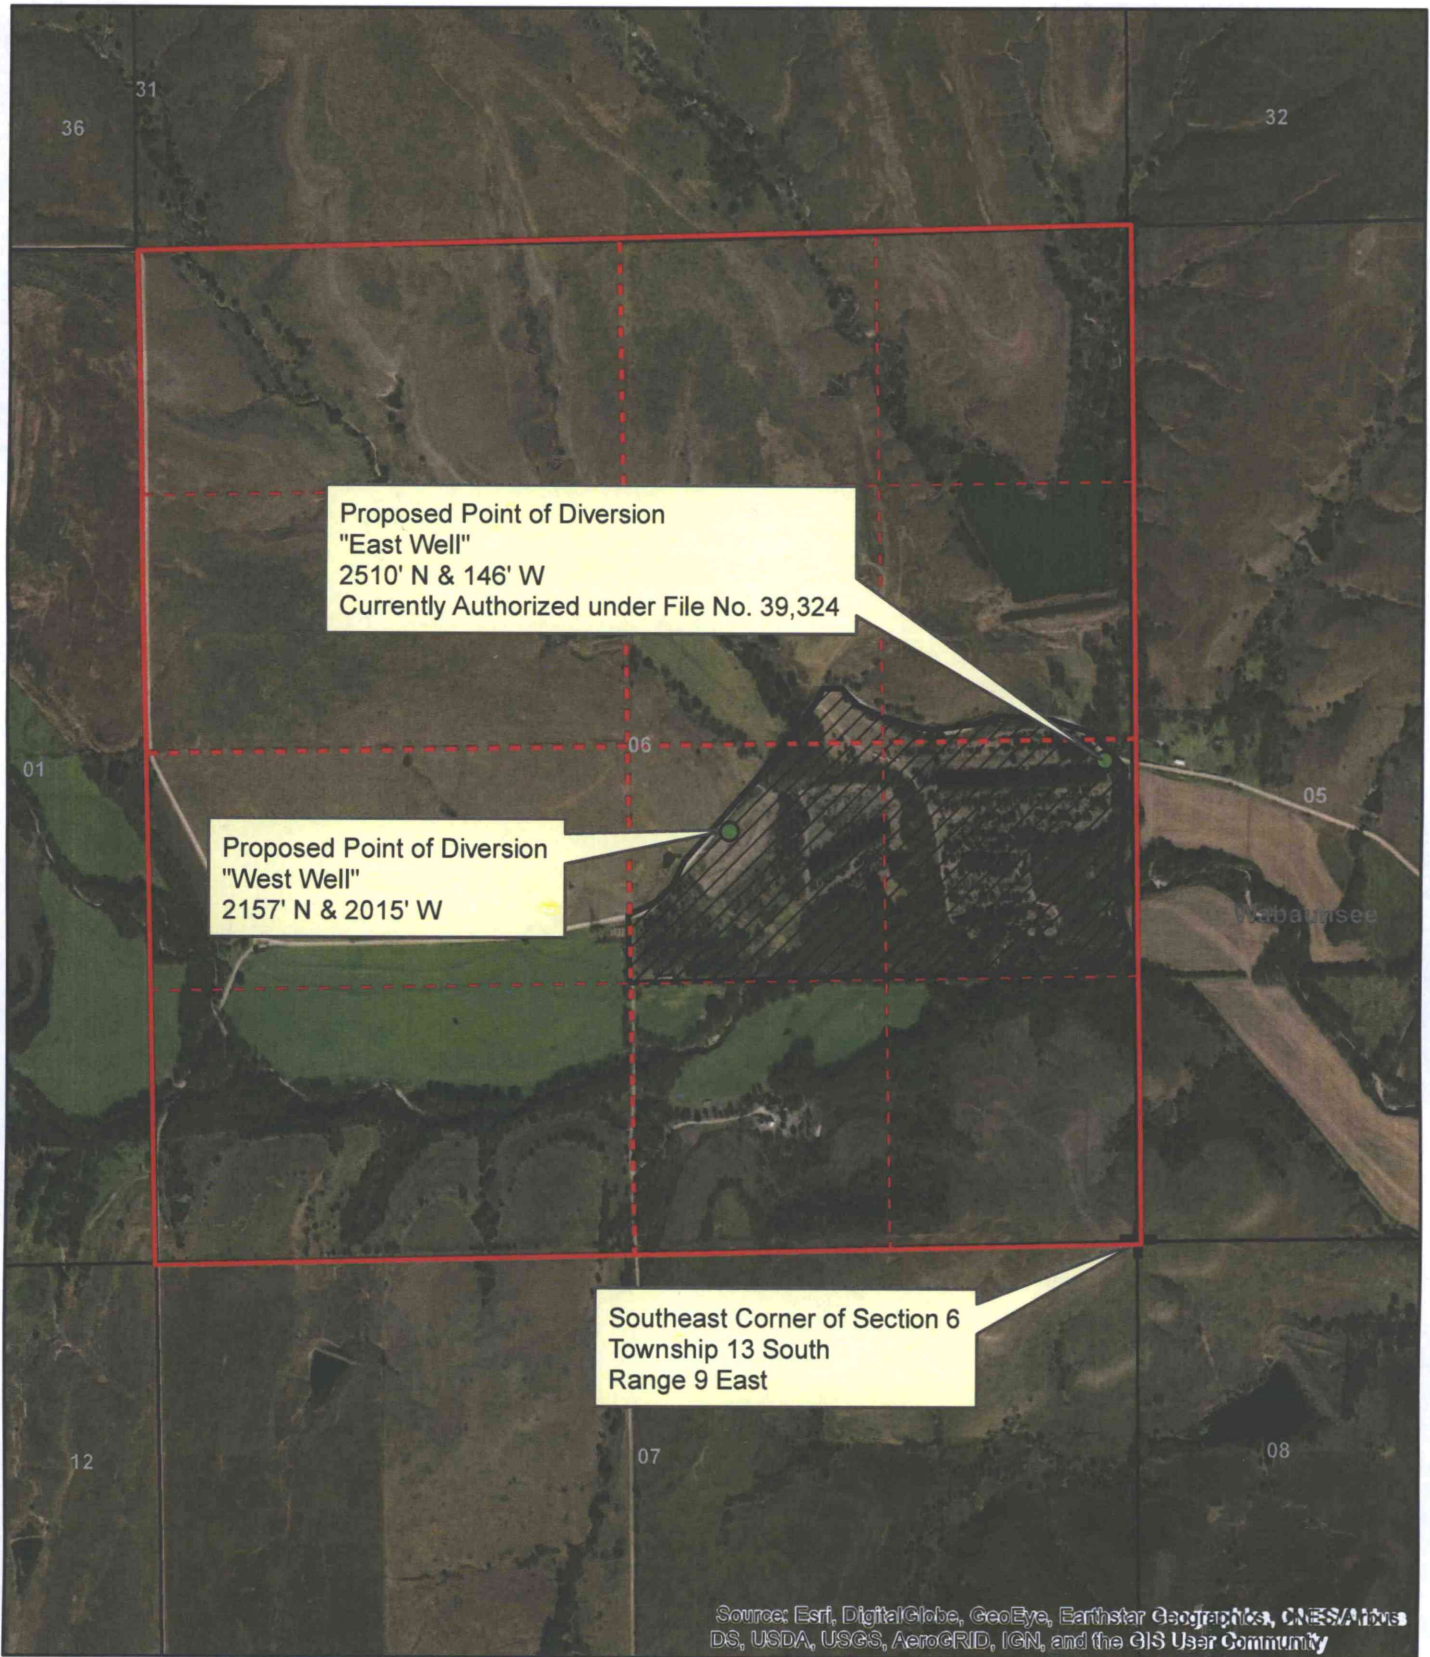 31
36
32
Proposed Point of Diversion
"East Well"
2510' N & 146' W
Currently Authorized under File No. 39,324
06
01
05
Proposed Point of Diversion
"West Well"
2157' N & 2015' W
Wabaunsee
Southeast Corner of Section 6
Township 13 South
Range 9 East
12
07
08
Source: Esri, DigitalGlobe, GeoEye, Earthstar Geographics, CNES/Airbus
DS, USDA, USGS, AeroGRID, IGN, and the GIS User Community